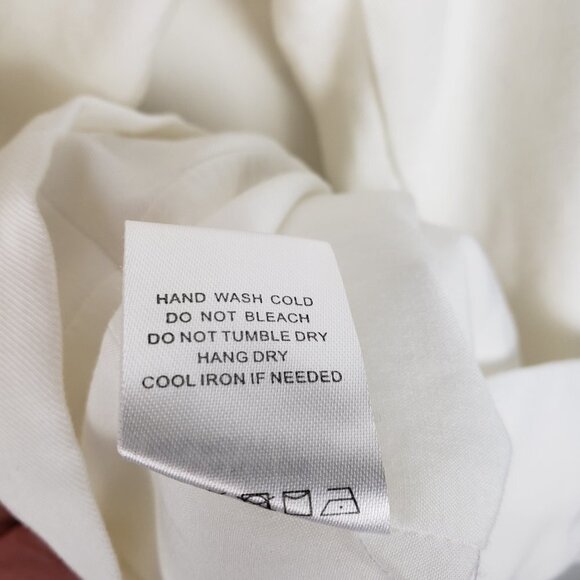 HAND WASH COLD
DO NOT BLEACH
DO NOT TUMBLE DRY
HANG DRY
COOL IRON IF NEEDED